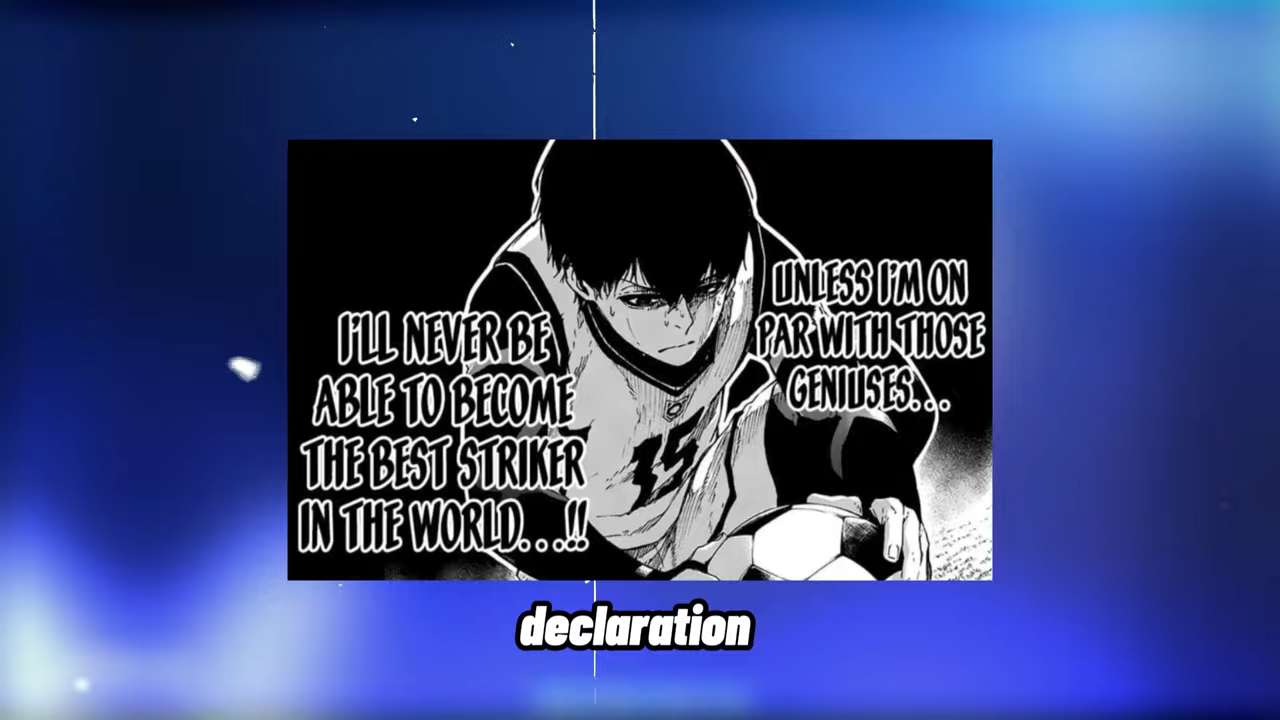 UNLESS I'M ON
PAR WITH THOSE
GENIUSES...
I'LL NEVER BE
ABLE TO BECOME
THE BEST STRIKER
IN THE WORLD...!!
15
declaration